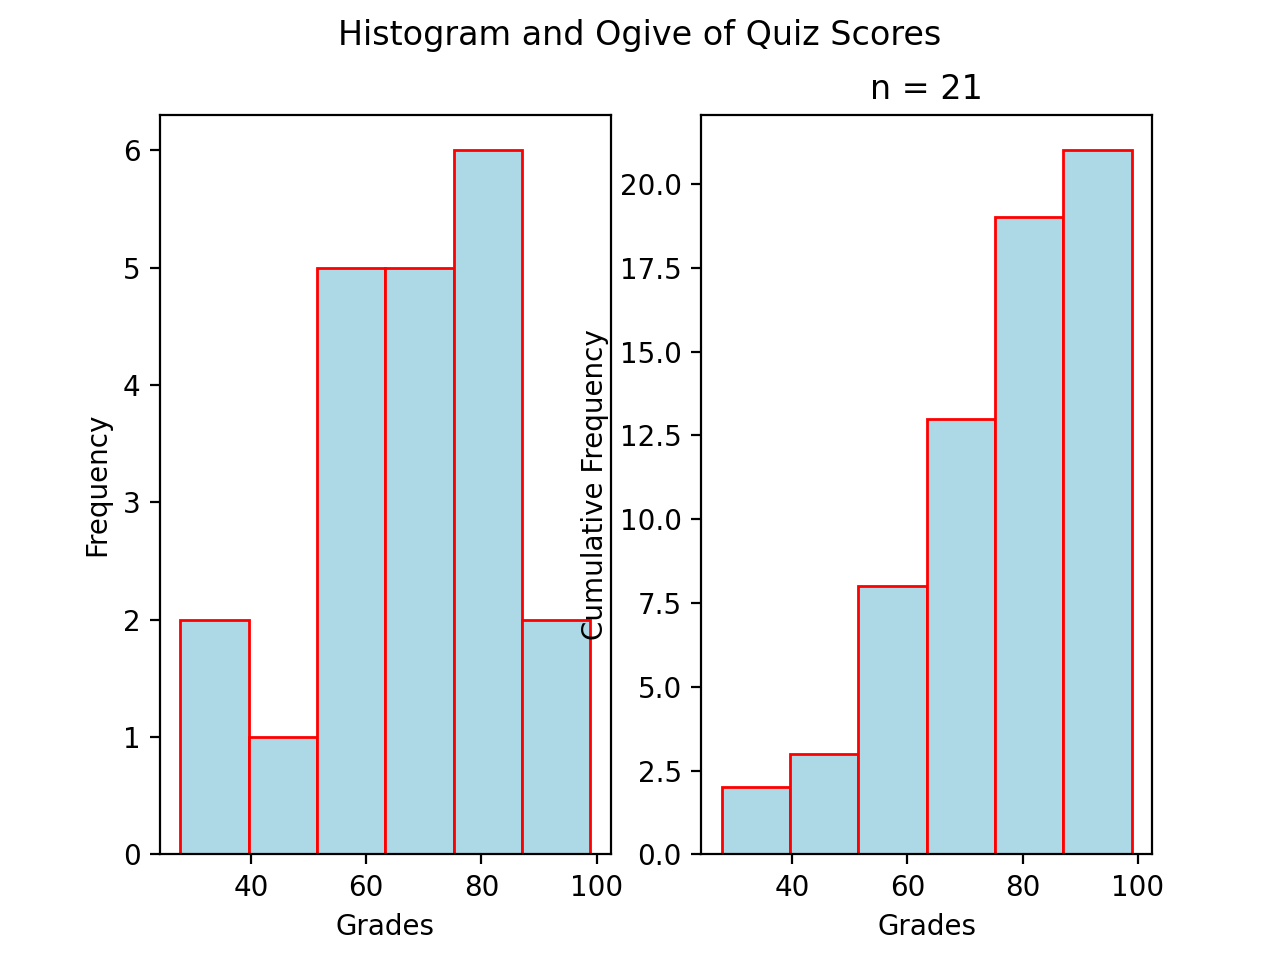 Histogram and Ogive of Quiz Scores
6
5
4
3
2
1
0
Frequency
40 60 80 100
Grades
n = 21
20.0
17.5
15.0
12.5
10.0
7.5
5.0
2.5
0.0
Cumulative Frequency
40 60 80 100
Grades